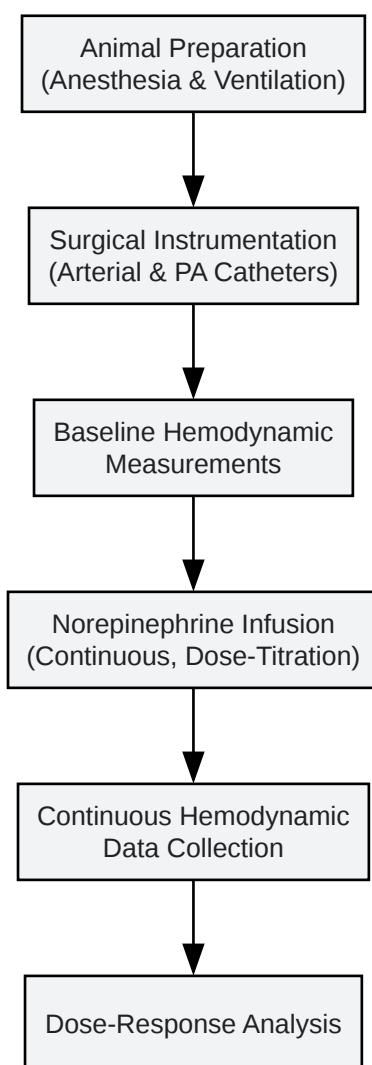 Animal Preparation
(Anesthesia & Ventilation)
Surgical Instrumentation
(Arterial & PA Catheters)
Baseline Hemodynamic
Measurements
Norepinephrine Infusion
(Continuous, Dose-Titration)
Continuous Hemodynamic
Data Collection
Dose-Response Analysis